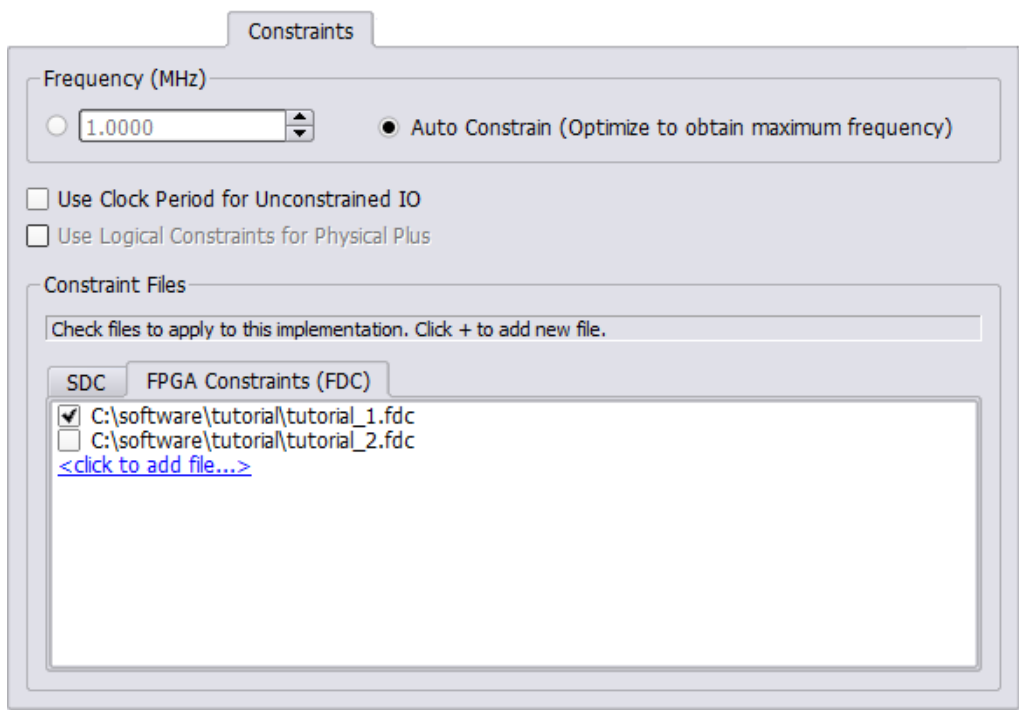 Constraints
Frequency (MHz)
1.0000
Auto Constrain (Optimize to obtain maximum frequency)
Use Clock Period for Unconstrained IO
Use Logical Constraints for Physical Plus
Constraint Files
Check files to apply to this implementation. Click + to add new file.
SDC
FPGA Constraints (FDC)
C:\software\tutorial\tutorial_1.fdc
C:\software\tutorial\tutorial_2.fdc
<click to add file...>